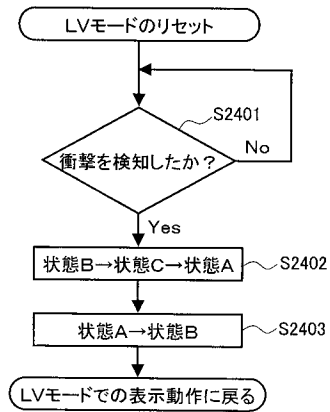 LVモードのリセット
S2401
衝撃を検知したか？
No
Yes
状態B→状態C→状態A
S2402
状態A→状態B
S2403
LVモードでの表示動作に戻る